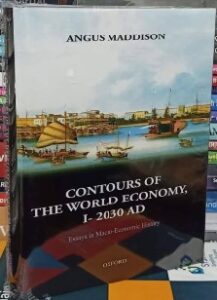 ANGUS MADDISON
CONTOURS OF
THE WORLD ECONOMY,
I- 2030 AD
Essays in Macro-Economic History
OXFORD